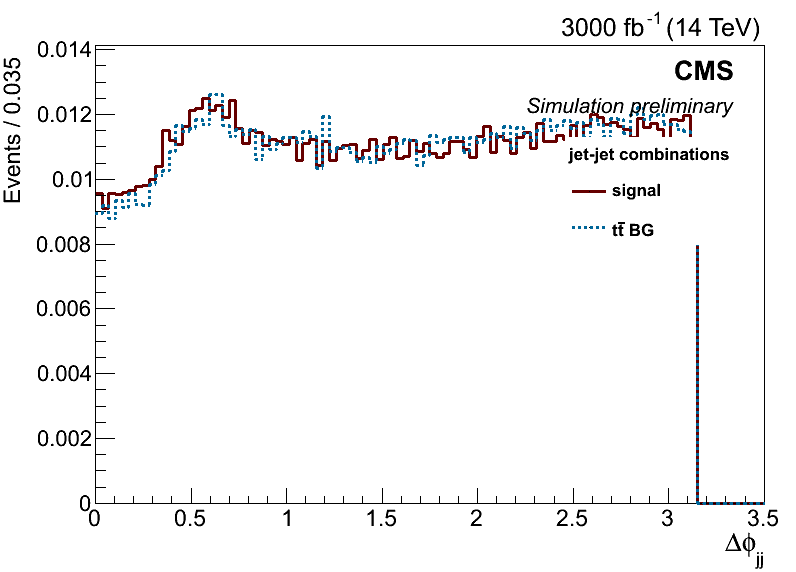 3000 fb⁻¹ (14 TeV)
CMS
Simulation preliminary
jet-jet combinations
signal
tt̄ BG
Events / 0.035
0.014
0.012
0.01
0.008
0.006
0.004
0.002
0
0 0.5 1 1.5 2 2.5 3 3.5
Δϕjj